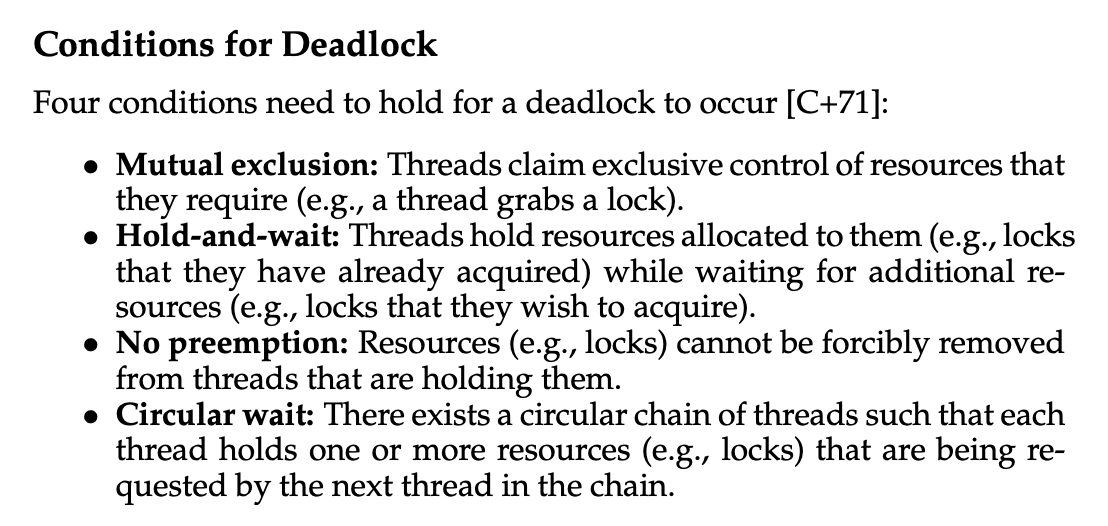 Conditions for Deadlock
Four conditions need to hold for a deadlock to occur [C+71]:
• Mutual exclusion: Threads claim exclusive control of resources that
they require (e.g., a thread grabs a lock).
• Hold-and-wait: Threads hold resources allocated to them (e.g., locks
that they have already acquired) while waiting for additional re-
sources (e.g., locks that they wish to acquire).
• No preemption: Resources (e.g., locks) cannot be forcibly removed
from threads that are holding them.
• Circular wait: There exists a circular chain of threads such that each
thread holds one or more resources (e.g., locks) that are being re-
quested by the next thread in the chain.